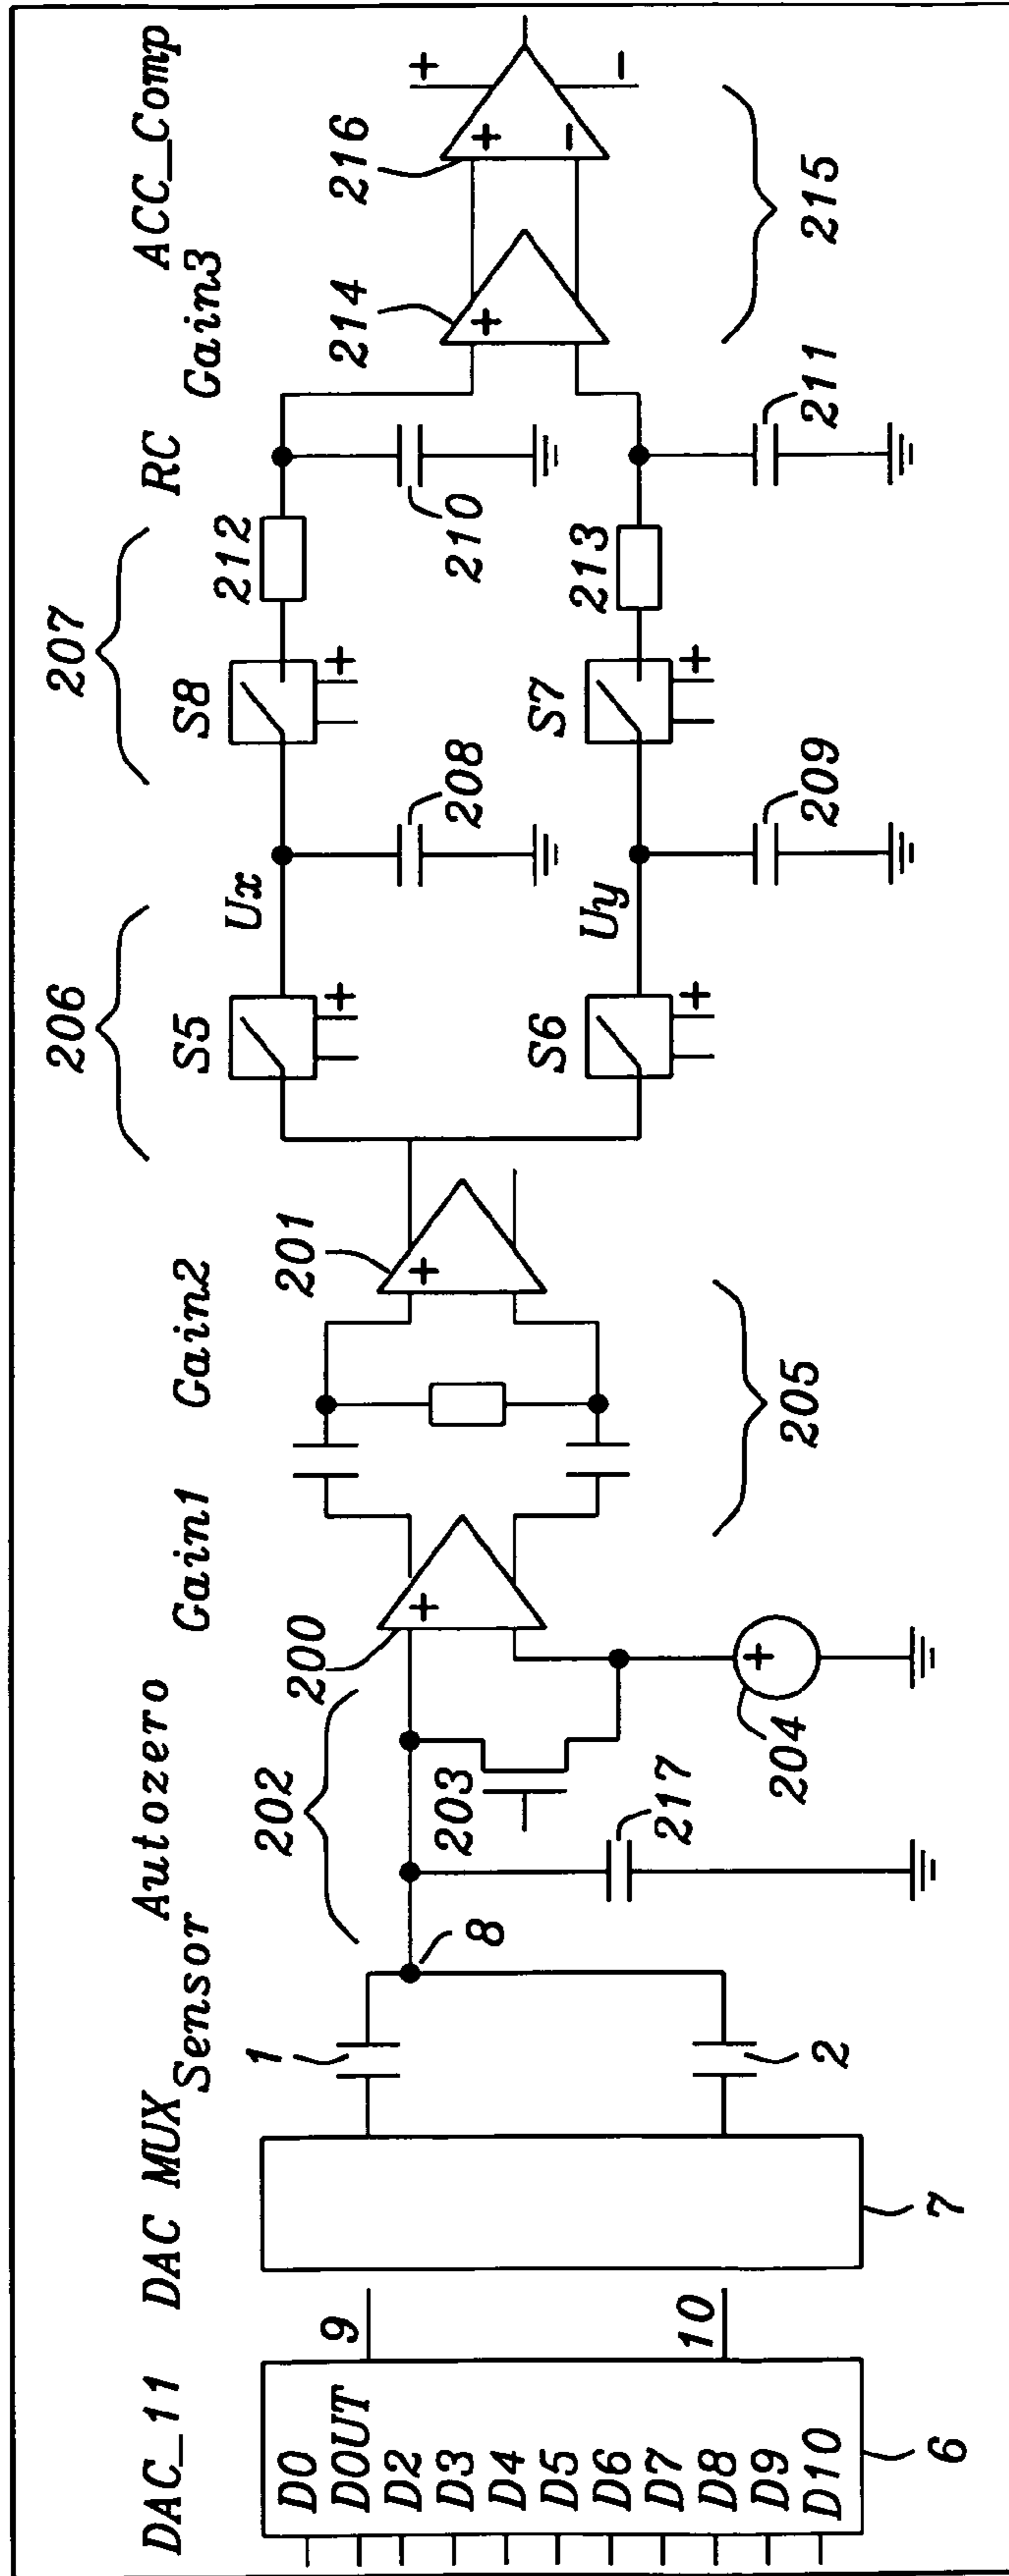 DAC_11
DAC MUX
Sensor
Autozero
Gain1
Gain2
RC
Gain3
ACC_Comp
206
207
D0
DOUT
D2
D3
D4
D5
D6
D7
D8
D9
D10
6
9
10
7
1
2
8
202
203
217
204
200
+
+
205
201
+
S5
+
S6
+
Ux
Uy
208
209
S8
+
S7
+
212
213
210
211
214
+
216
+
-
+
-
215